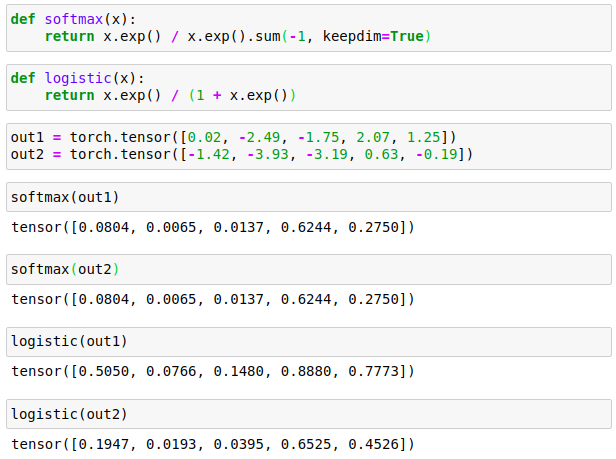 def softmax(x):
    return x.exp() / x.exp().sum(-1, keepdim=True)
def logistic(x):
    return x.exp() / (1 + x.exp())
out1 = torch.tensor([0.02, -2.49, -1.75, 2.07, 1.25])
out2 = torch.tensor([-1.42, -3.93, -3.19, 0.63, -0.19])
softmax(out1)
tensor([0.0804, 0.0065, 0.0137, 0.6244, 0.2750])
softmax(out2)
tensor([0.0804, 0.0065, 0.0137, 0.6244, 0.2750])
logistic(out1)
tensor([0.5050, 0.0766, 0.1480, 0.8880, 0.7773])
logistic(out2)
tensor([0.1947, 0.0193, 0.0395, 0.6525, 0.4526])